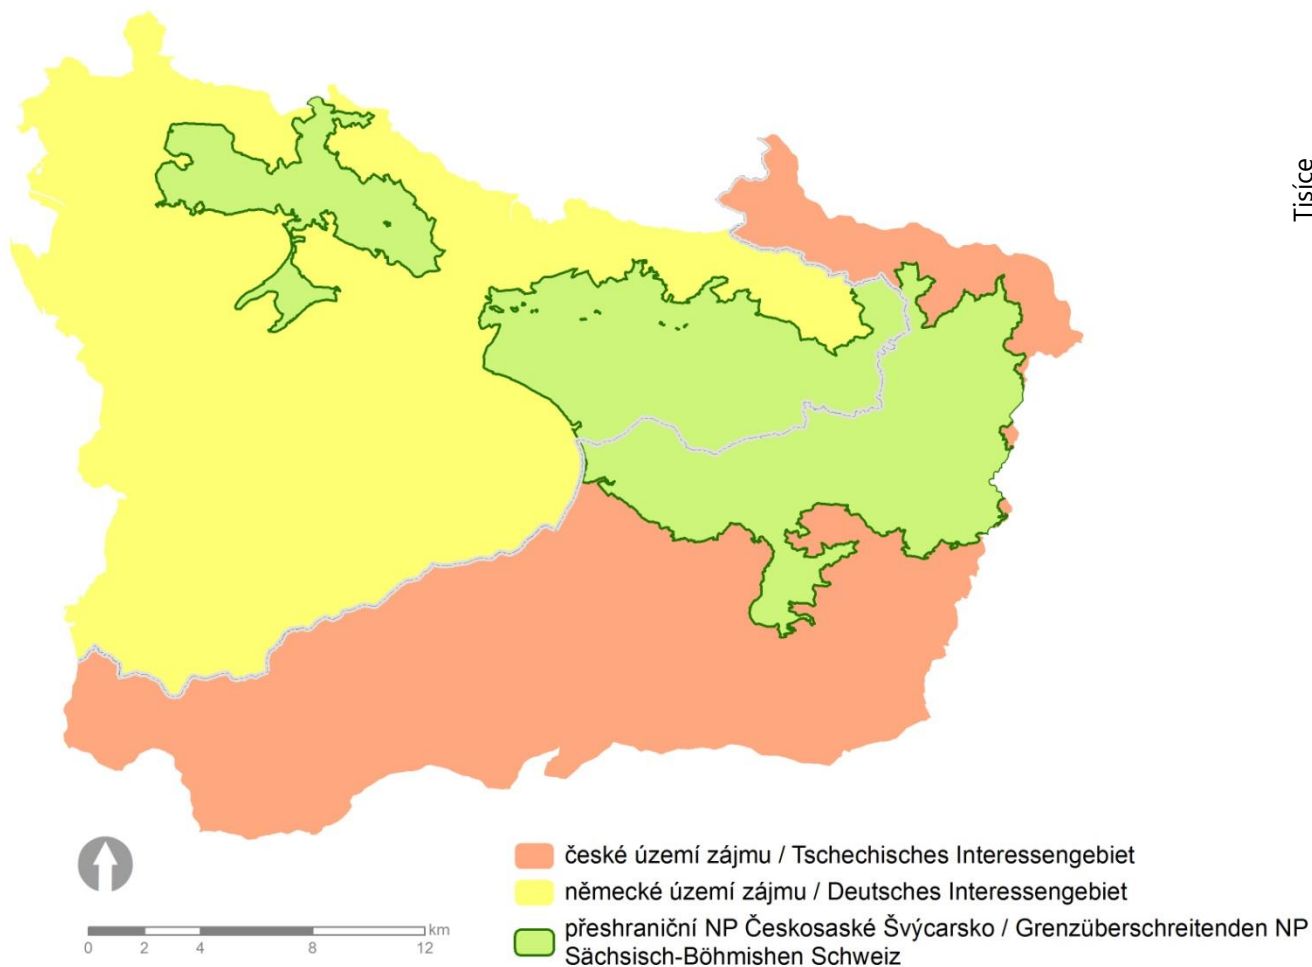 Tisíce
české území zájmu / Tschechisches Interessengebiet
německé území zájmu / Deutsches Interessengebiet
přeshraniční NP Českosaské Švýcarsko / Grenzüberschreitenden NP
Sächsisch-Böhmishen Schweiz
km
0 2 4 8 12